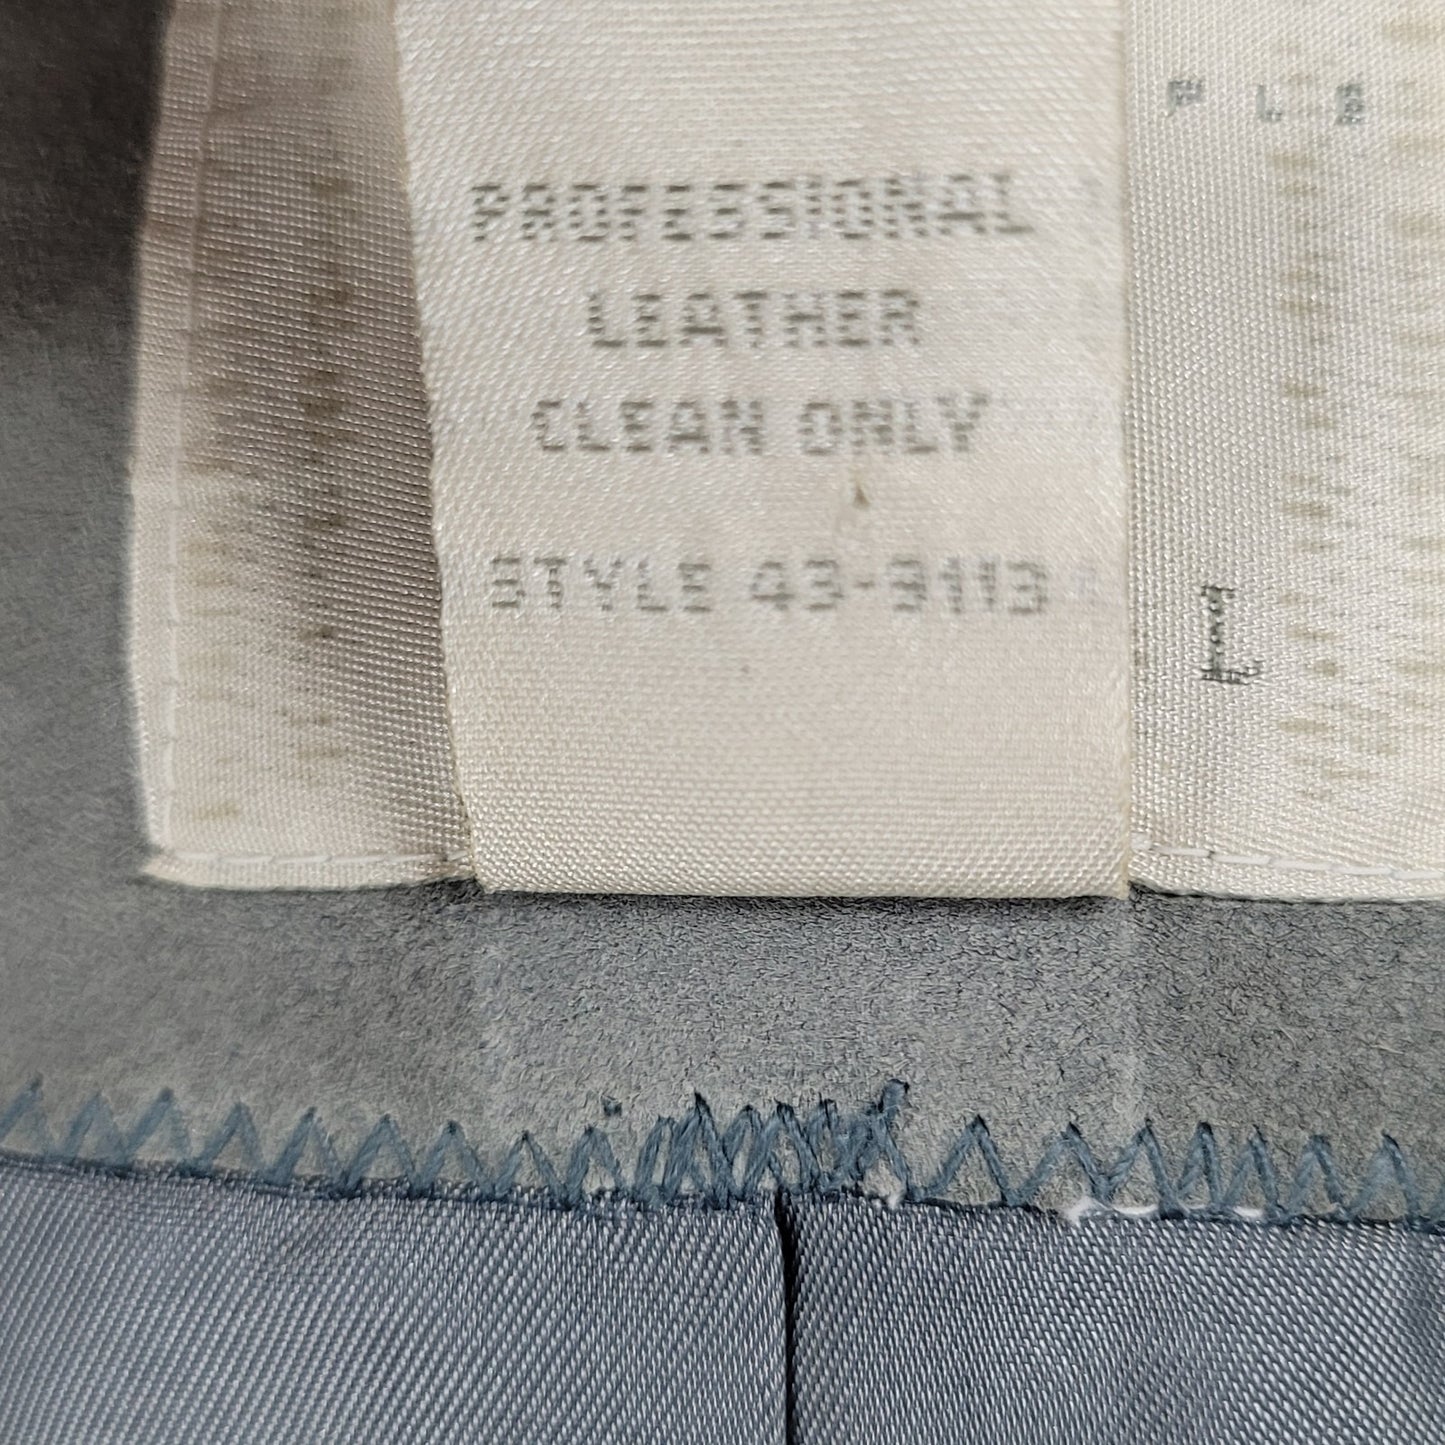 PROFESSIONAL
LEATHER
CLEAN ONLY
STYLE 43-9113